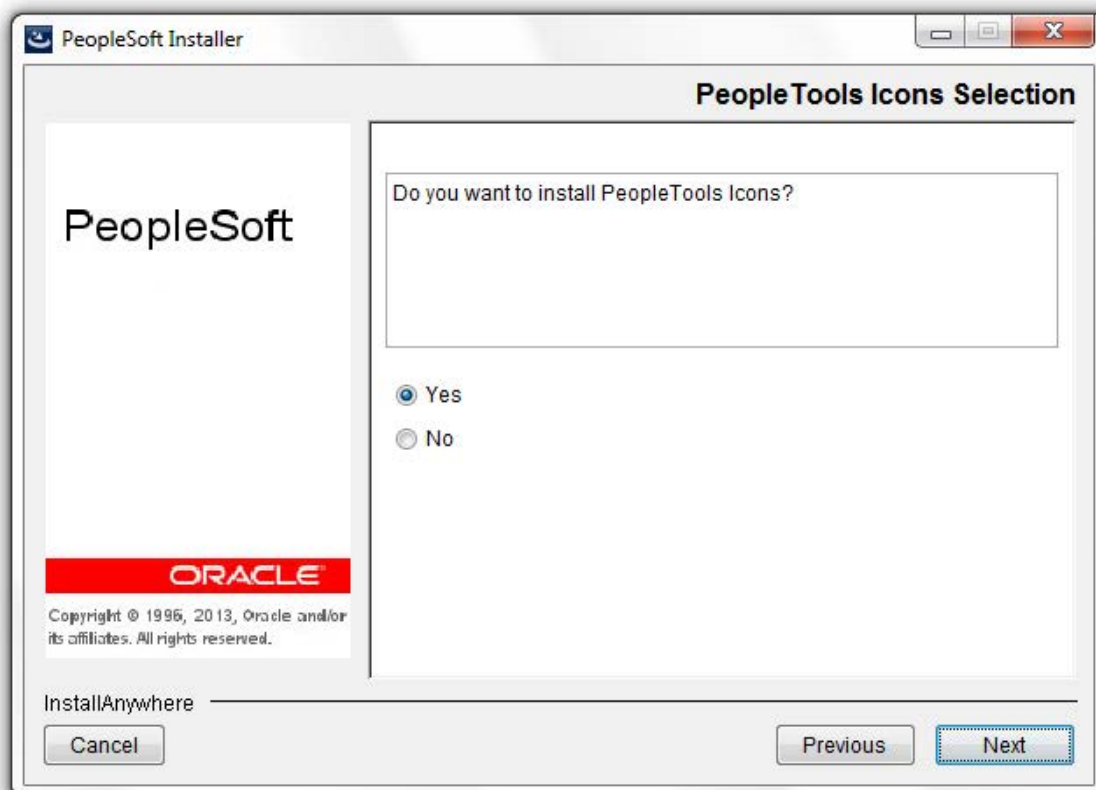 PeopleSoft Installer
PeopleTools Icons Selection
PeopleSoft
Do you want to install PeopleTools Icons?
Yes
No
ORACLE
Copyright © 1996, 2013, Oracle and/or
its affiliates. All rights reserved.
InstallAnywhere
Cancel
Previous
Next